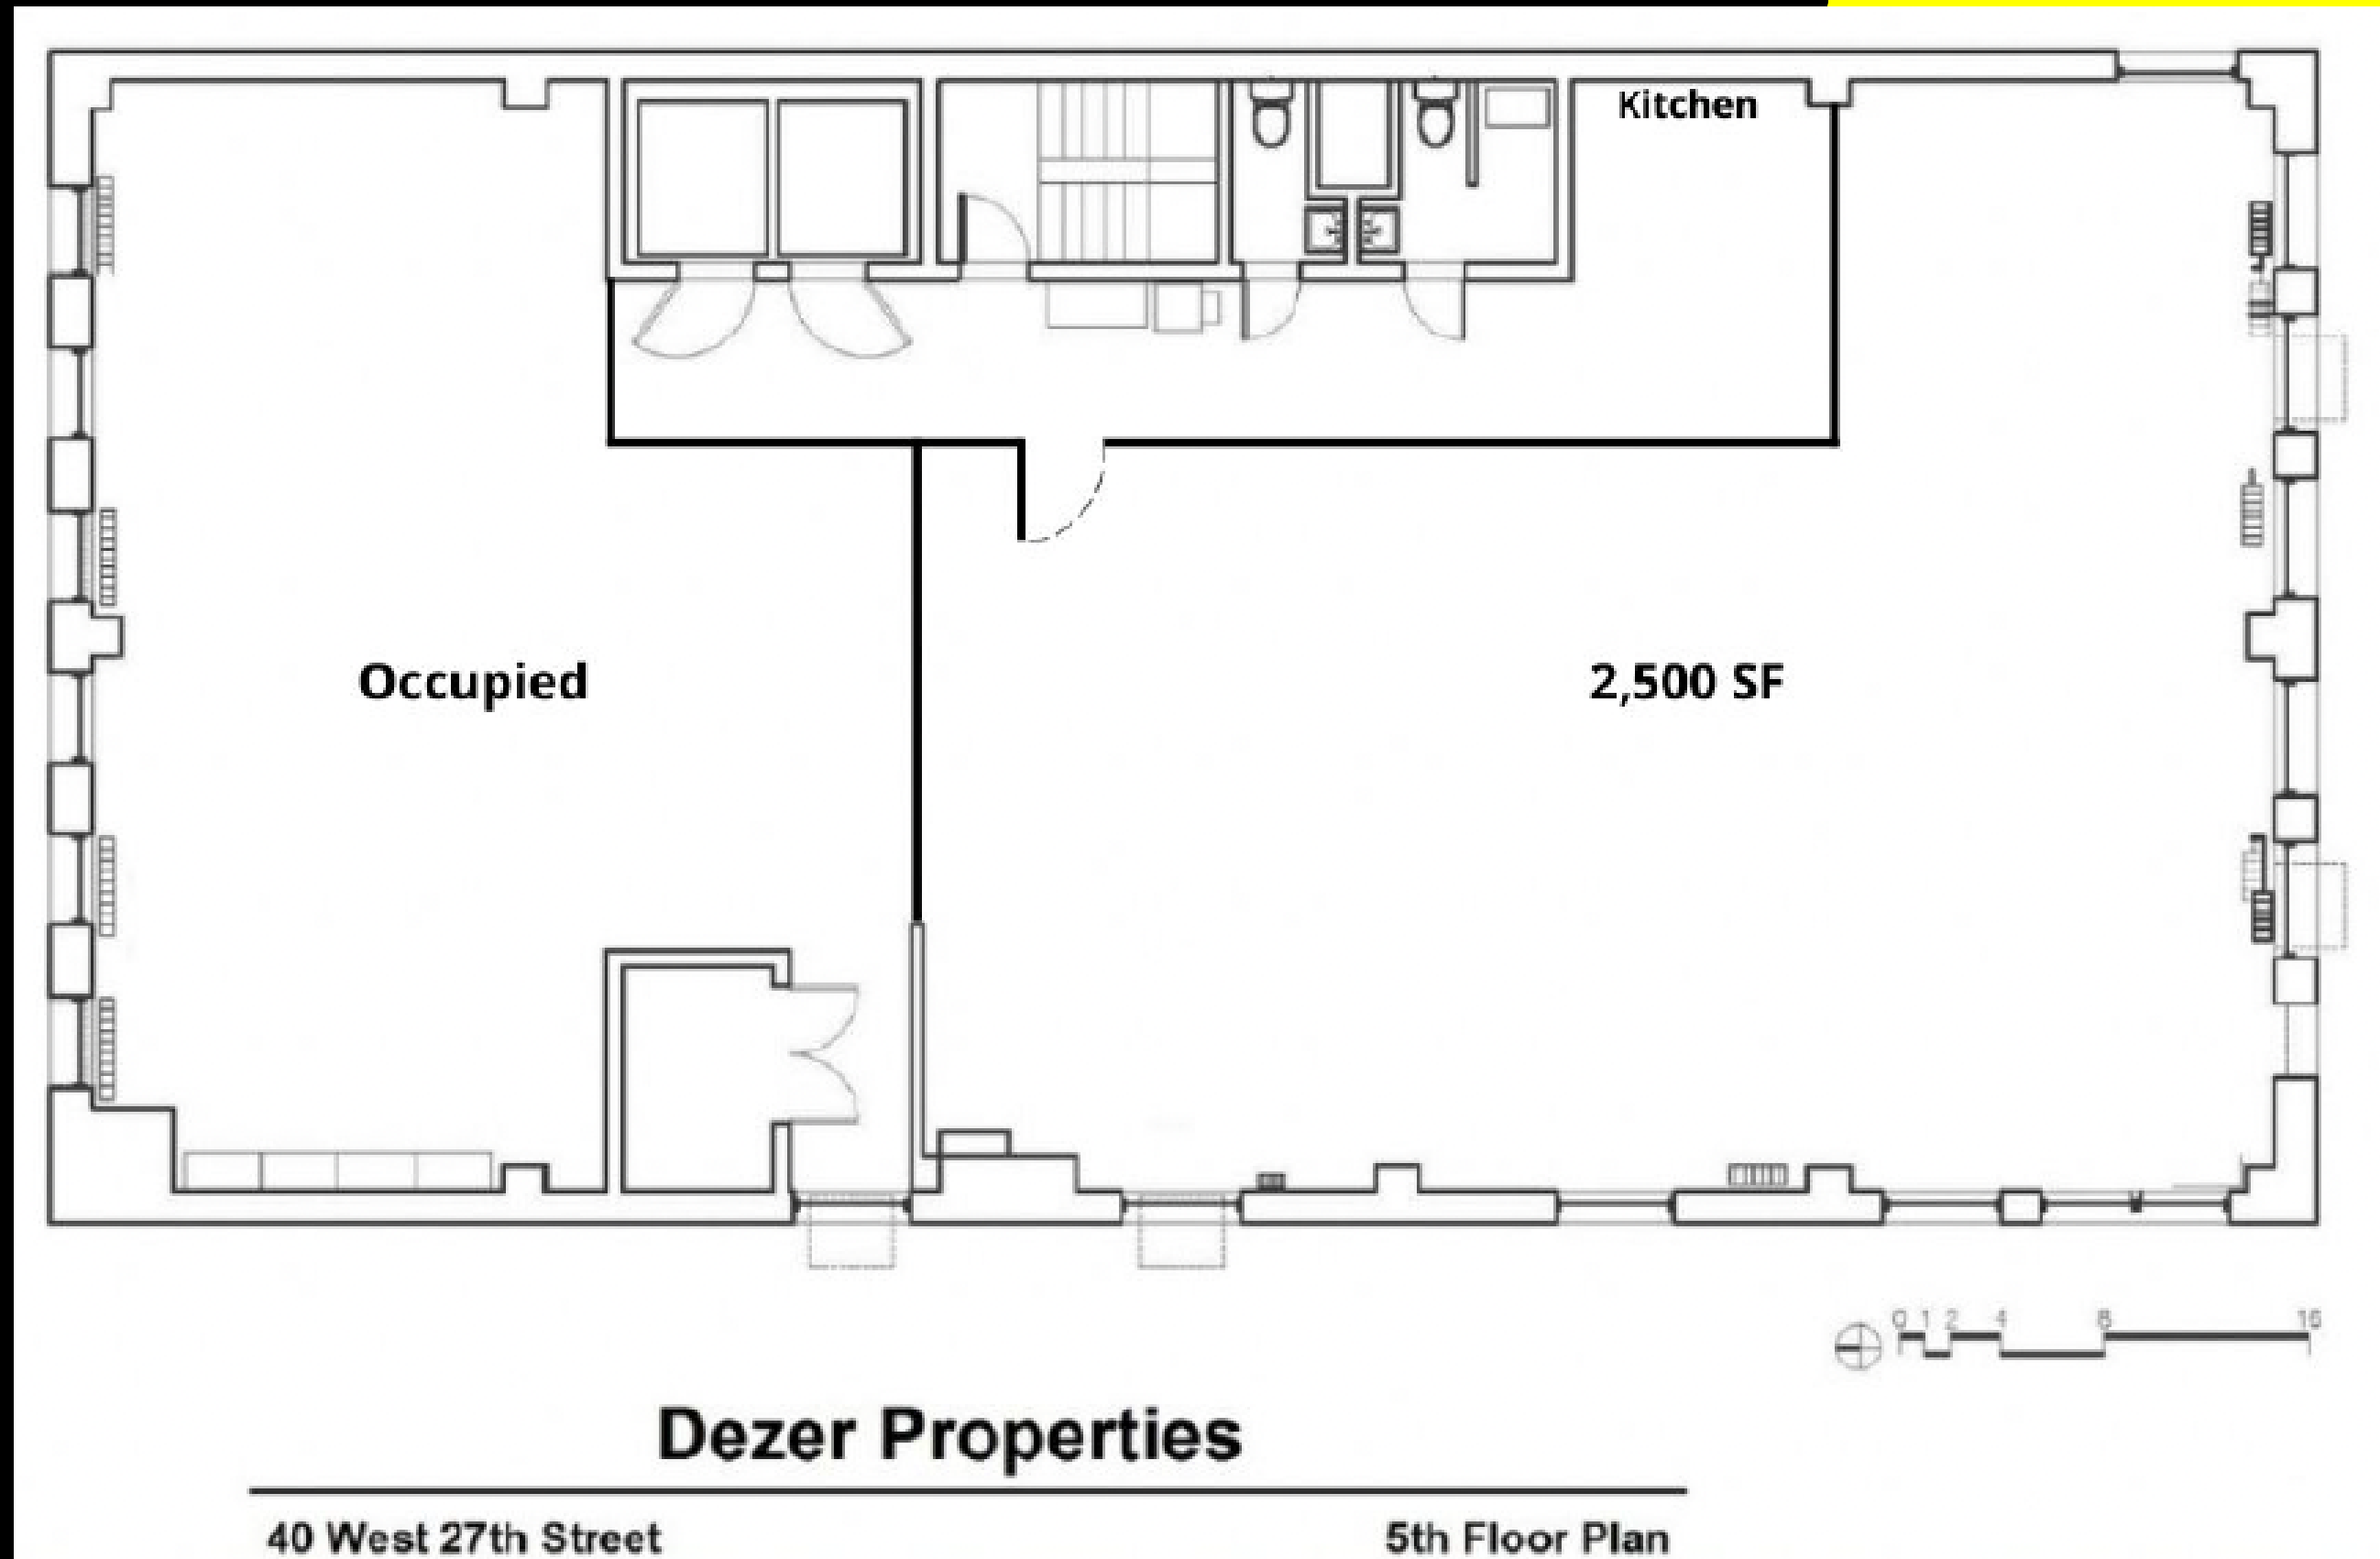 Kitchen
Occupied
2,500 SF
0 1 2 4 8 16
Dezer Properties
40 West 27th Street
5th Floor Plan